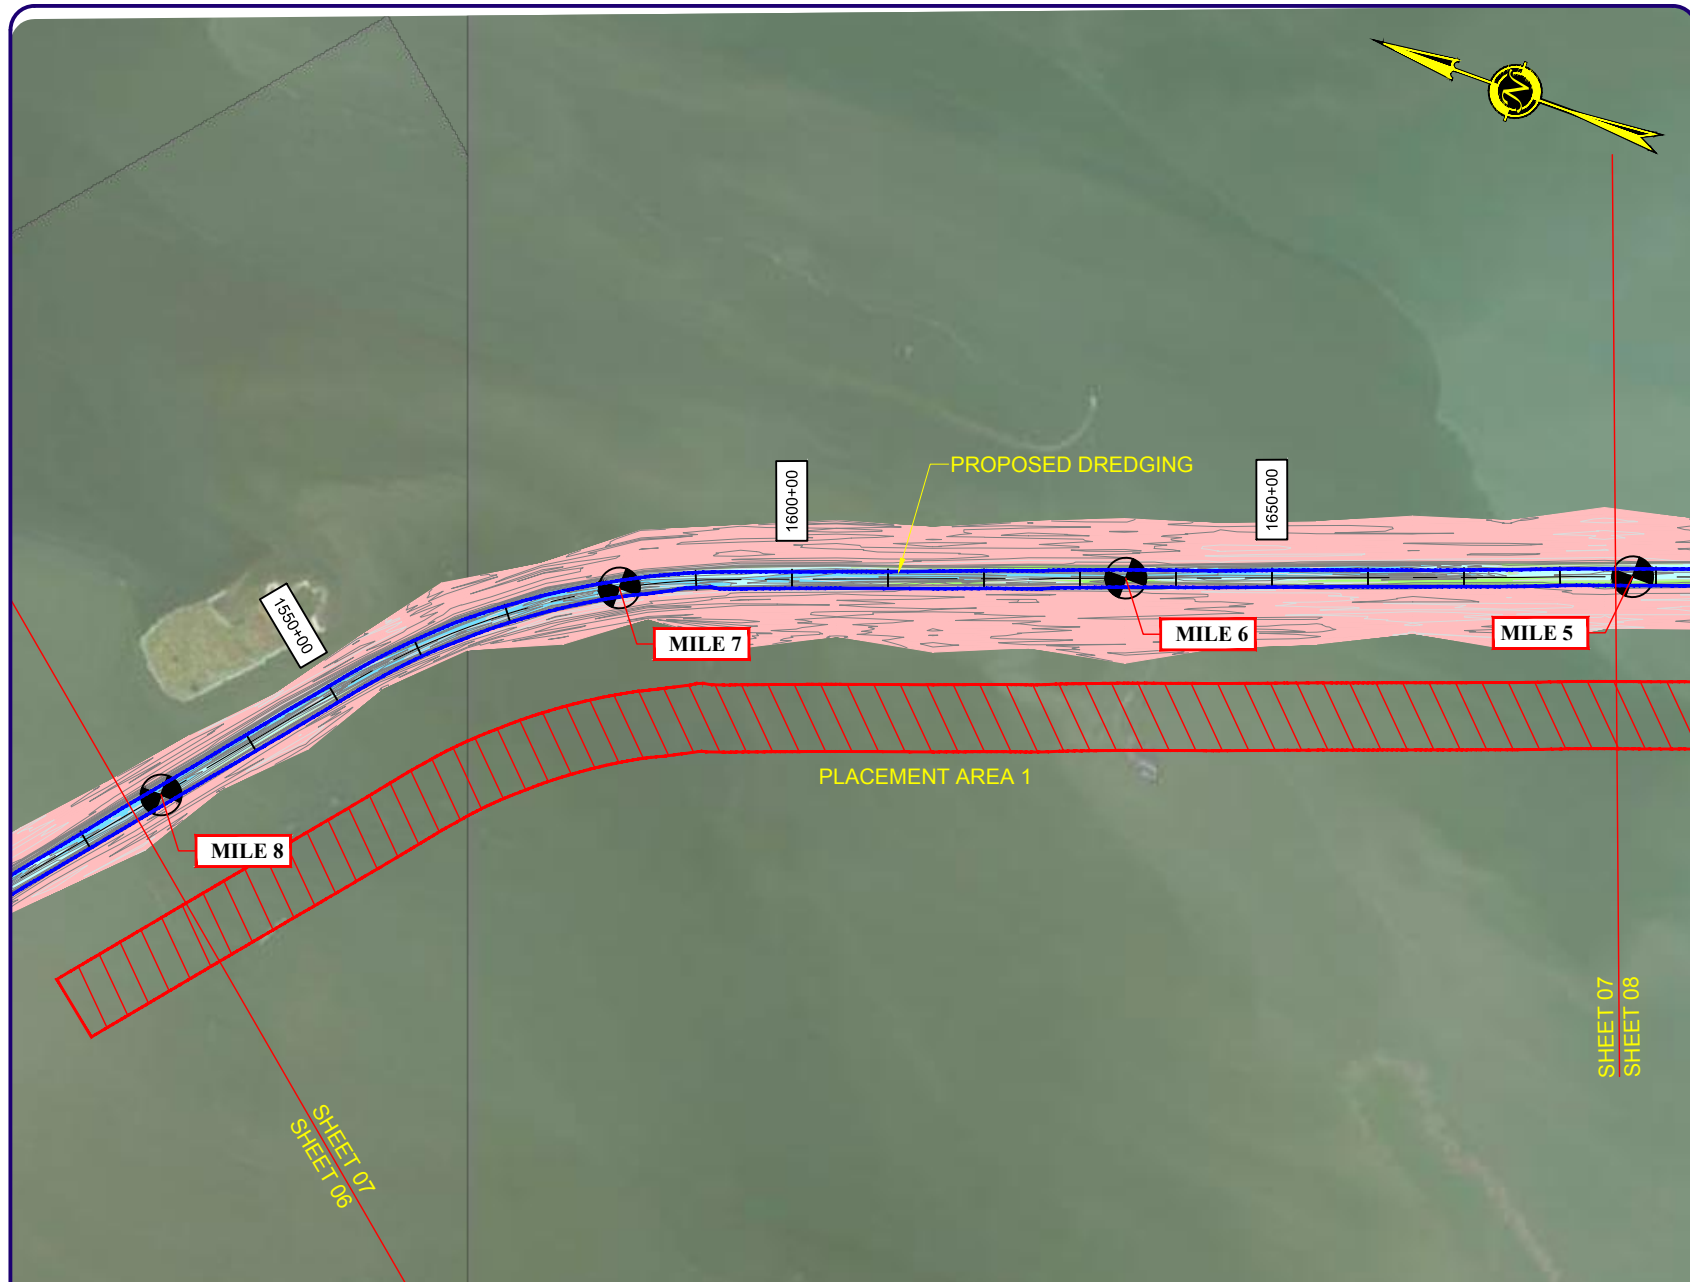 N
PROPOSED DREDGING
1600+00
1650+00
1550+00
MILE 7
MILE 6
MILE 5
PLACEMENT AREA 1
MILE 8
SHEET 07
SHEET 08
SHEET 07
SHEET 06